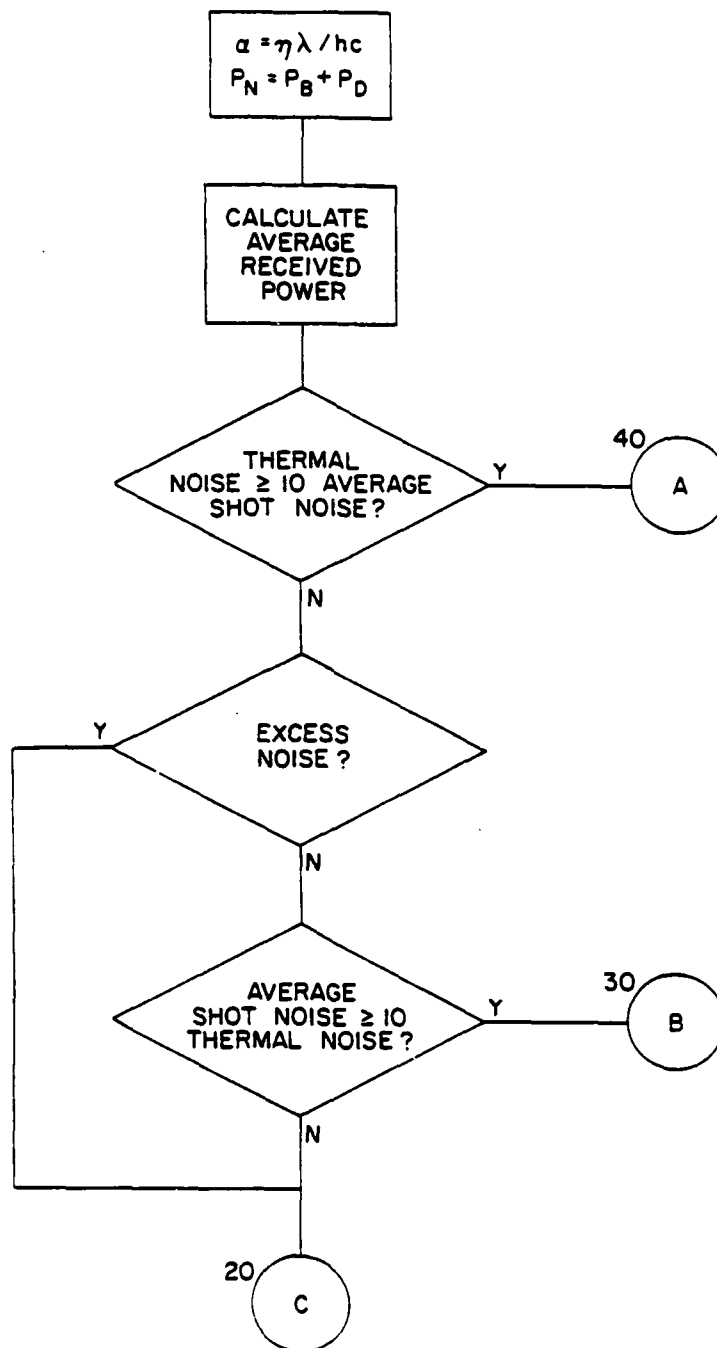 α = ηλ/hc
P_N = P_B + P_D
CALCULATE
AVERAGE
RECEIVED
POWER
THERMAL
NOISE ≥ 10 AVERAGE
SHOT NOISE?
Y
40
A
N
Y
EXCESS
NOISE?
N
AVERAGE
SHOT NOISE ≥ 10
THERMAL NOISE?
Y
30
B
N
20
C